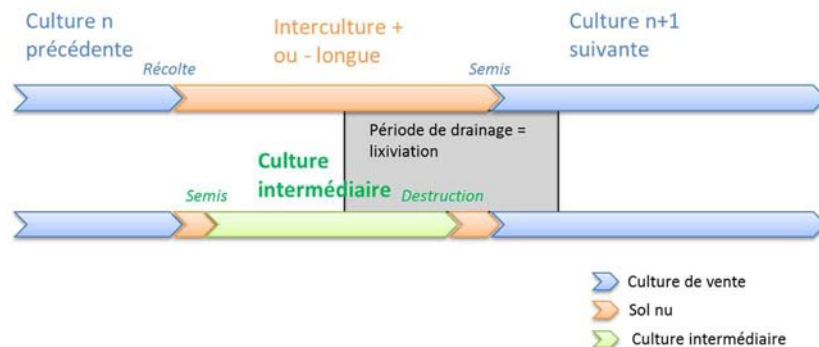 Culture n
précédente
Interculture +
ou - longue
Culture n+1
suivante
Récolte
Semis
Période de drainage =
lixiviation
Culture
intermédiaire
Semis
Destruction
Culture de vente
Sol nu
Culture intermédiaire